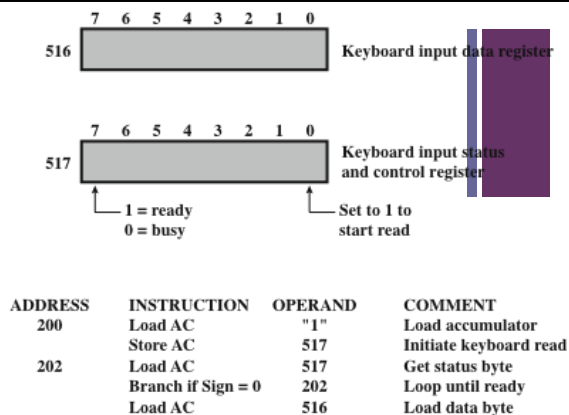 7 6 5 4 3 2 1 0
516 Keyboard input data register
7 6 5 4 3 2 1 0
517 Keyboard input status
and control register
1 = ready
0 = busy
Set to 1 to
start read
ADDRESS INSTRUCTION OPERAND COMMENT
200 Load AC "1" Load accumulator
Store AC 517 Initiate keyboard read
202 Load AC 517 Get status byte
Branch if Sign = 0 202 Loop until ready
Load AC 516 Load data byte